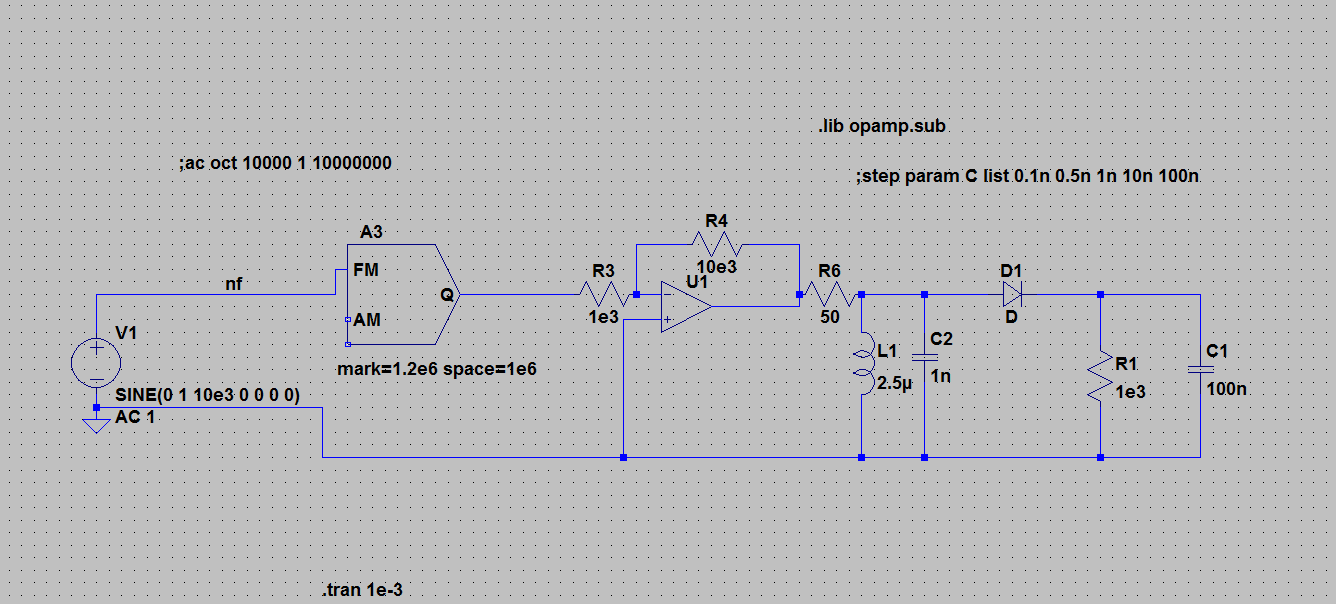 .lib opamp.sub
;ac oct 10000 1 10000000
;step param C list 0.1n 0.5n 1n 10n 100n
R4
A3
FM
10e3
R3
U1
R6
D1
nf
Q
AM
1e3
50
D
V1
C2
L1
C1
mark=1.2e6 space=1e6
R1
1n
2.5µ
SINE(0 1 10e3 0 0 0 0)
1e3
100n
AC 1
.tran 1e-3